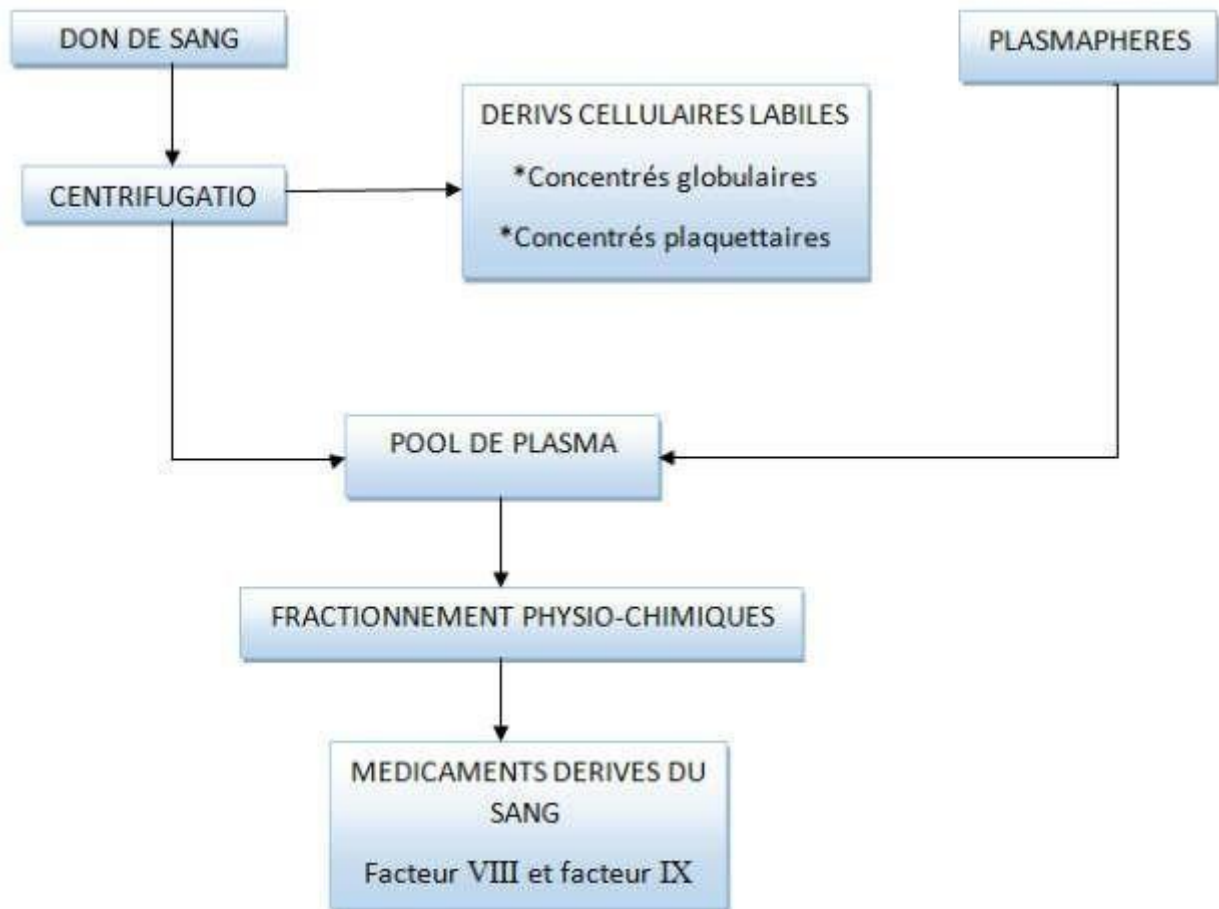 DON DE SANG
PLASMAPHERES
DERIVS CELLULAIRES LABILES
*Concentrés globulaires
*Concentrés plaquettaires
CENTRIFUGATIO
POOL DE PLASMA
FRACTIONNEMENT PHYSIO-CHIMIQUES
MEDICAMENTS DERIVES DU
SANG
Facteur VIII et facteur IX